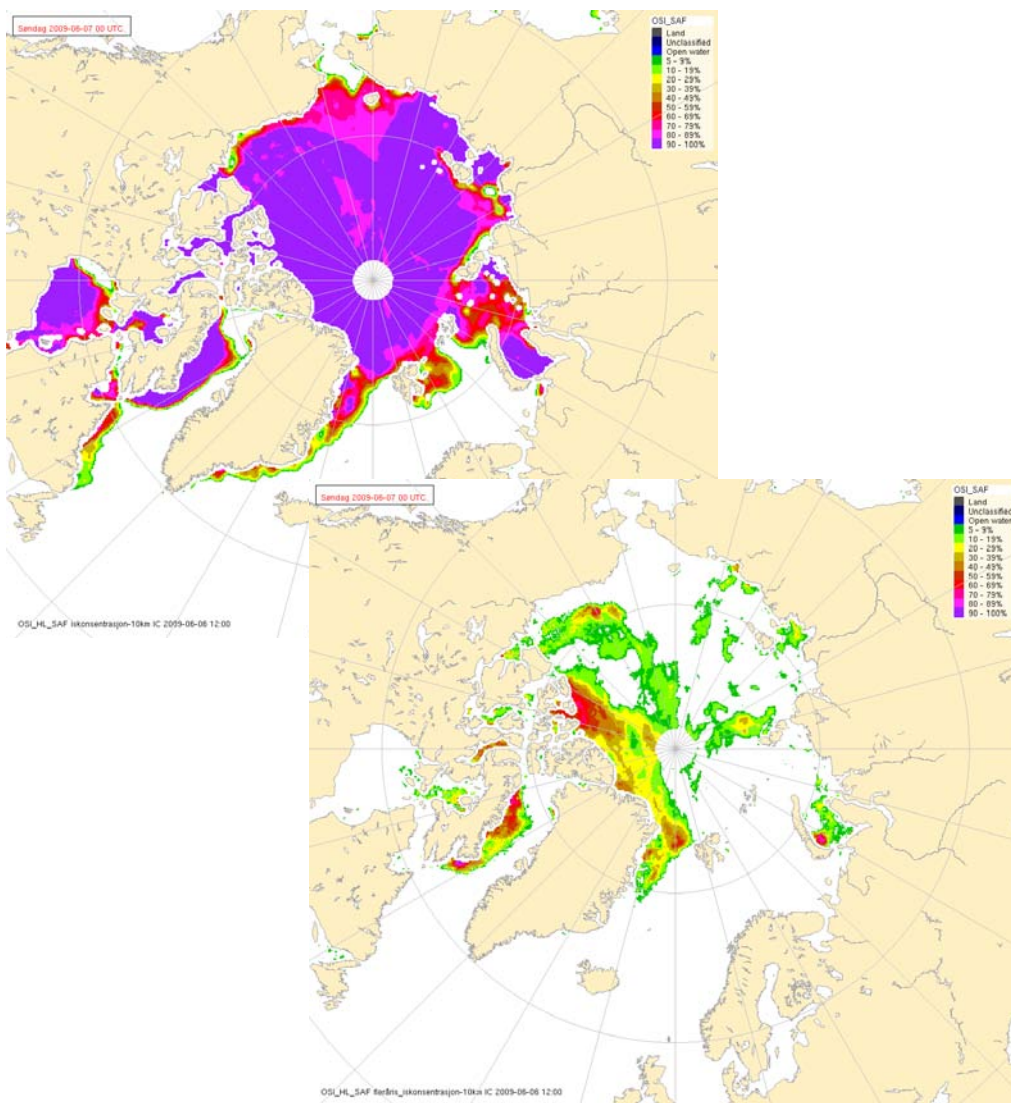 Søndag 2009-06-07 00 UTC.
OSI_SAF
Land
Unclassified
Open water
5 - 9%
10 - 19%
20 - 29%
30 - 39%
40 - 49%
50 - 59%
60 - 69%
70 - 79%
80 - 89%
90 - 100%
OSI_HL_SAF iskonsentrasjon-10km IC 2009-06-06 12:00
Søndag 2009-06-07 00 UTC.
OSI_SAF
Land
Unclassified
Open water
5 - 9%
10 - 19%
20 - 29%
30 - 39%
40 - 49%
50 - 59%
60 - 69%
70 - 79%
80 - 89%
90 - 100%
OSI_HL_SAF fleråris_iskonsentrasjon-10km IC 2009-06-06 12:00